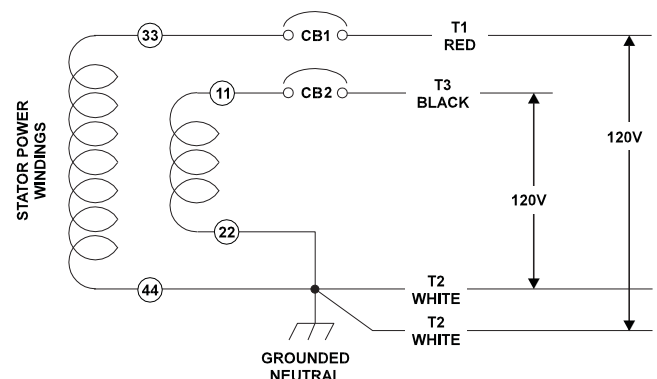 33
CB1
T1
RED
11
CB2
T3
BLACK
120V
120V
STATOR POWER
WINDINGS
22
44
T2
WHITE
T2
WHITE
GROUNDED
NEUTRAL